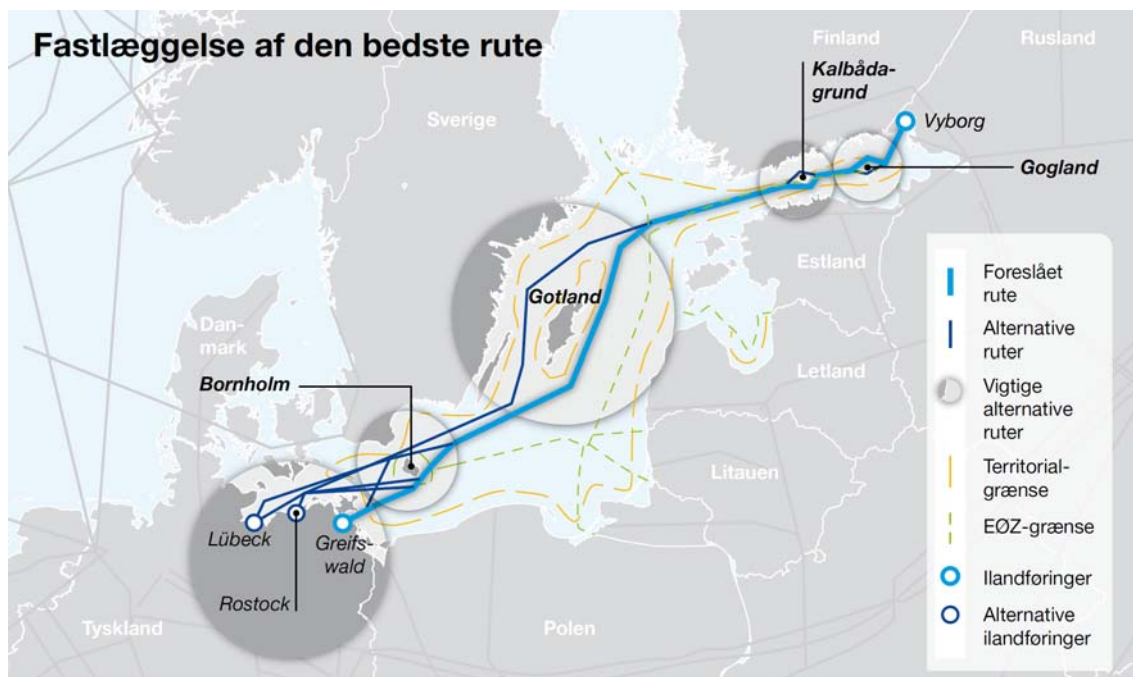 Fastlæggelse af den bedste rute
Finland
Rusland
Kalbåda-
grund
Sverige
Vyborg
Gogland
Estland
Gotland
Dan-
mark
Bornholm
Letland
Litauen
Lübeck
Greifs-
wald
Rostock
Tyskland
Polen
Foreslået
rute
Alternative
ruter
Vigtige
alternative
ruter
Territorial-
grænse
EØZ-grænse
Ilandføringer
Alternative
ilandføringer